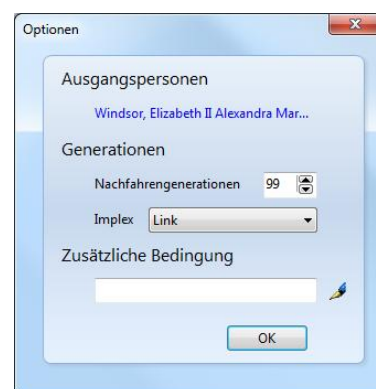 Optionen
Ausgangspersonen
Windsor, Elizabeth II Alexandra Mar...
Generationen
Nachfahrengenerationen 99
Implex Link
Zusätzliche Bedingung
OK